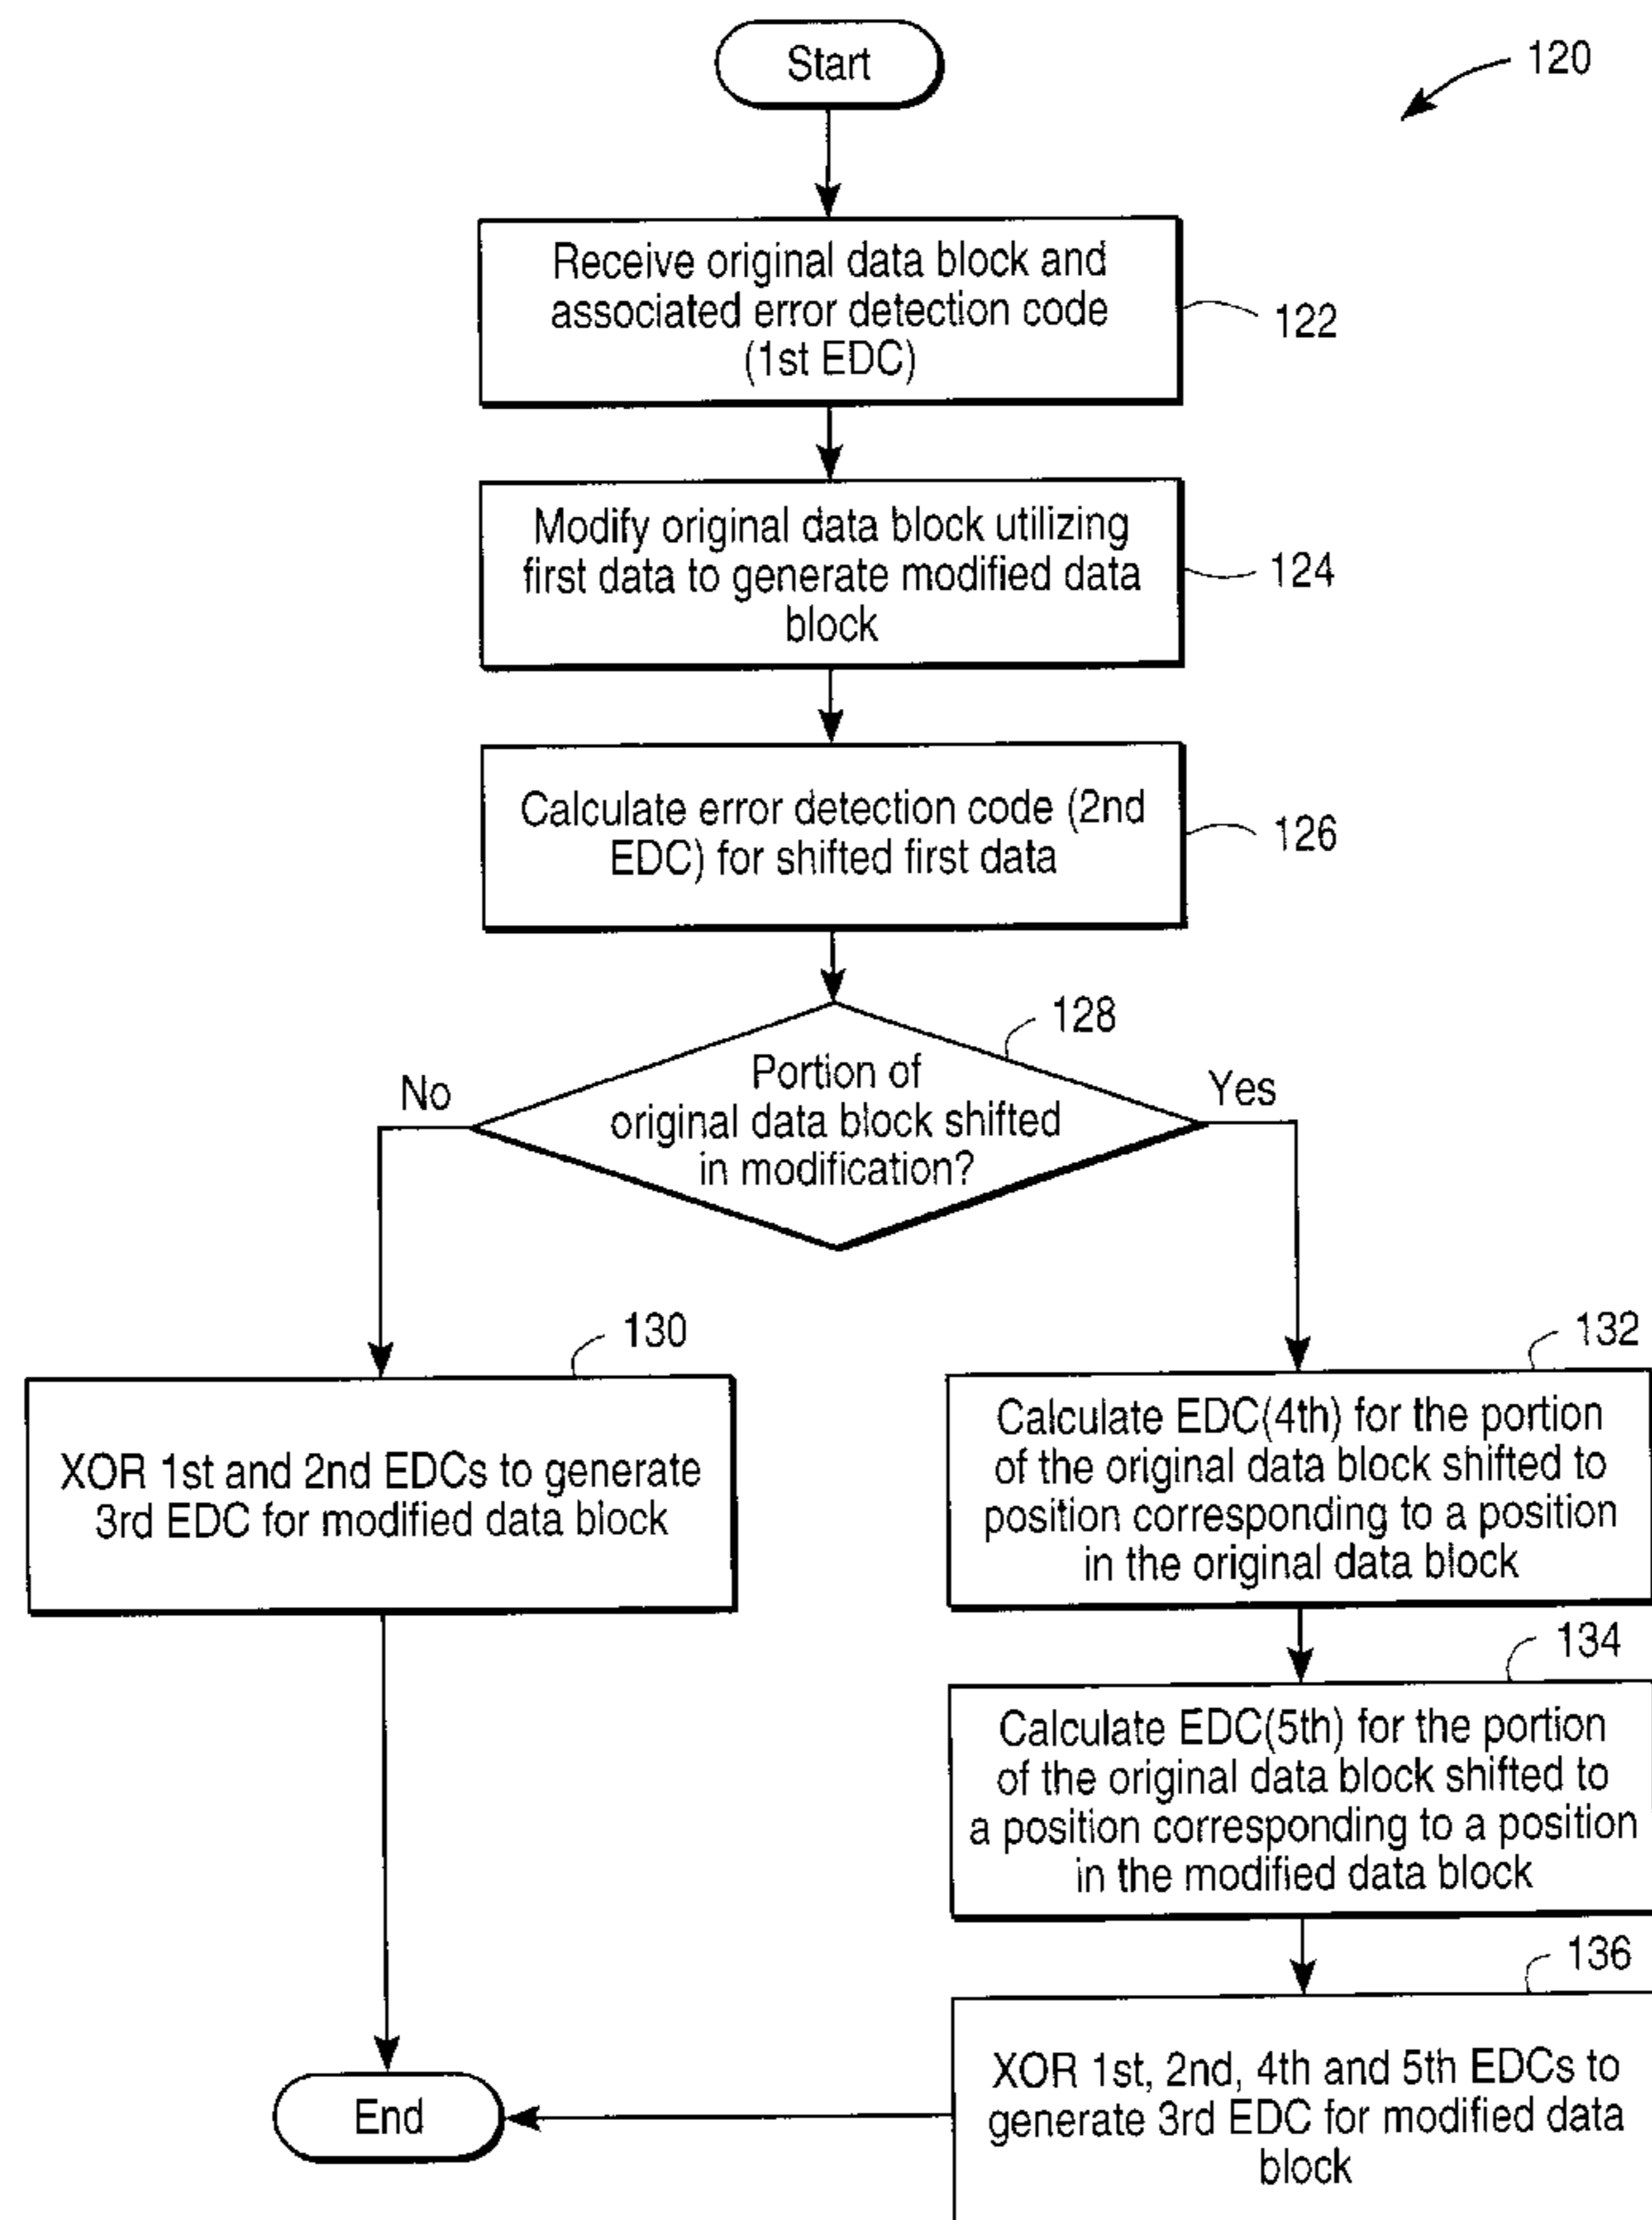 Start
120
Receive original data block and
associated error detection code
(1st EDC)
122
Modify original data block utilizing
first data to generate modified data
block
124
Calculate error detection code (2nd
EDC) for shifted first data
126
128
Portion of
original data block shifted
in modification?
No
Yes
130
XOR 1st and 2nd EDCs to generate
3rd EDC for modified data block
132
Calculate EDC(4th) for the portion
of the original data block shifted to
position corresponding to a position
in the original data block
134
Calculate EDC(5th) for the portion
of the original data block shifted to
a position corresponding to a position
in the modified data block
136
XOR 1st, 2nd, 4th and 5th EDCs to
generate 3rd EDC for modified data
block
End